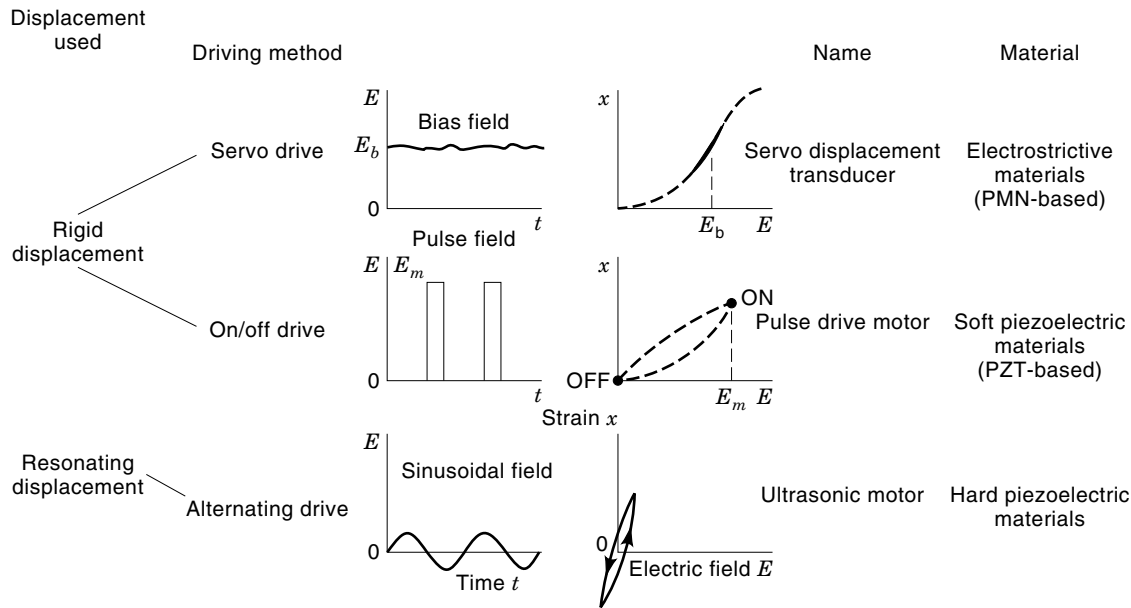 Displacement
used
Driving method
Name
Material
E
Bias field
E_b
0
t
x
E_b
E
Servo drive
Servo displacement
transducer
Electrostrictive
materials
(PMN-based)
Rigid
displacement
Pulse field
E
E_m
0
t
x
ON
OFF
E_m
E
On/off drive
Pulse drive motor
Soft piezoelectric
materials
(PZT-based)
Strain x
E
Sinusoidal field
0
Time t
0
Electric field E
Resonating
displacement
Alternating drive
Ultrasonic motor
Hard piezoelectric
materials